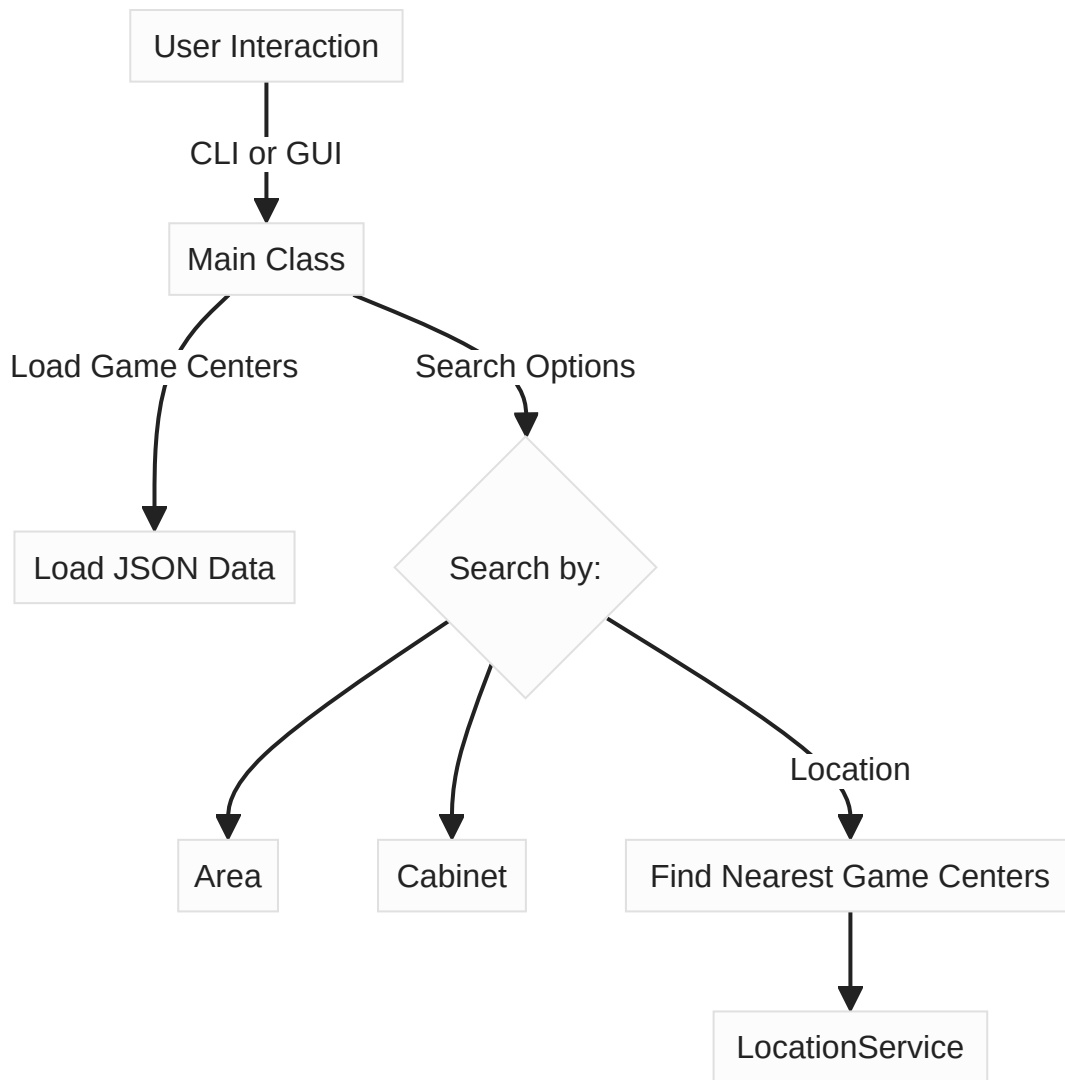 User Interaction
CLI or GUI
Main Class
Load Game Centers
Search Options
Load JSON Data
Search by:
Location
Area
Cabinet
Find Nearest Game Centers
LocationService